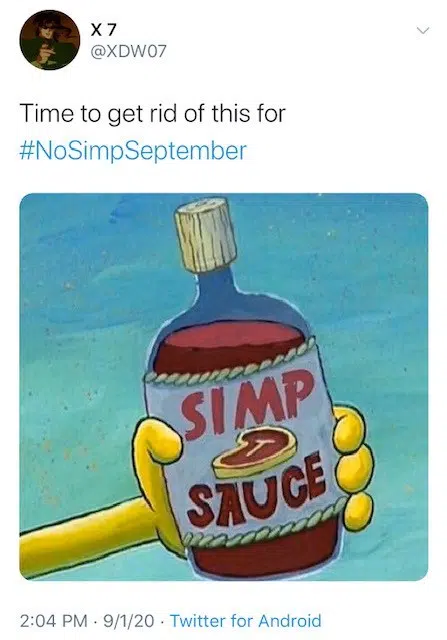 X 7
@XDW07
Time to get rid of this for
#NoSimpSeptember
SIMP
SAUCE
2:04 PM · 9/1/20 · Twitter for Android